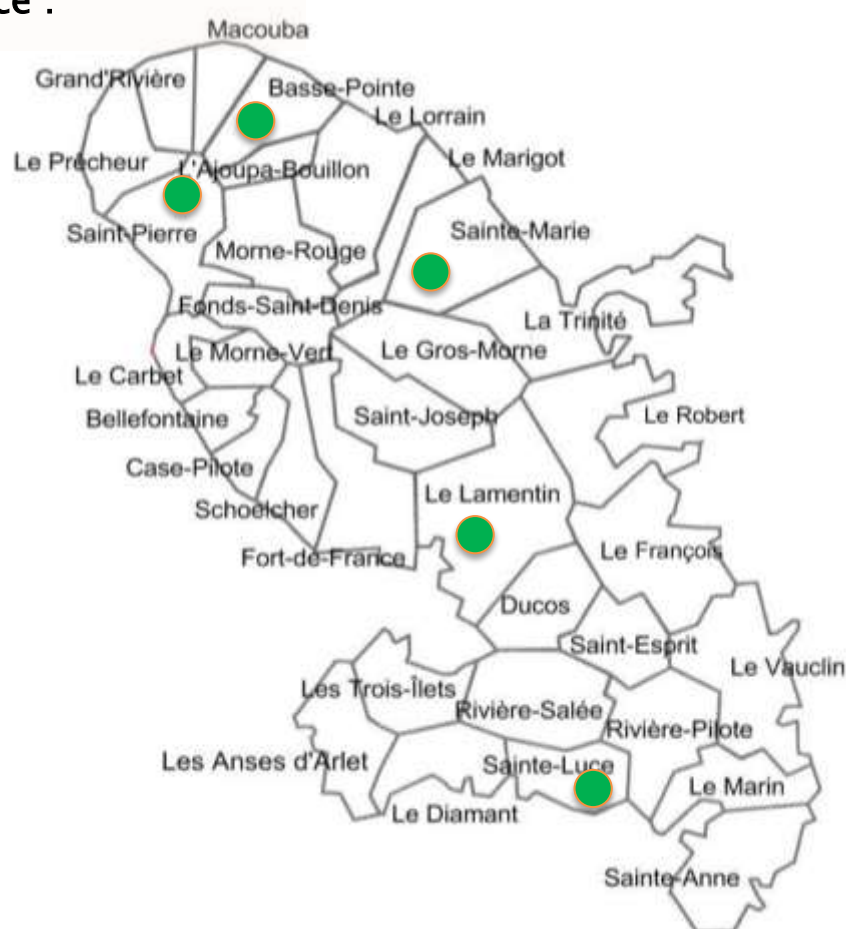 ce :
Macouba
Grand'Rivière
Basse-Pointe
Le Lorrain
Le Prêcheur
L'Ajoupa-Bouillon
Le Marigot
Saint-Pierre
Morne-Rouge
Sainte-Marie
Fonds-Saint-Denis
La Trinité
Le Morne-Vert
Le Gros-Morne
Le Carbet
Bellefontaine
Saint-Joseph
Le Robert
Case-Pilote
Le Lamentin
Schoelcher
Fort-de-France
Le François
Ducos
Saint-Esprit
Le Vauclin
Les Trois-Îlets
Rivière-Salée
Rivière-Pilote
Les Anses d'Arlet
Sainte-Luce
Le Marin
Le Diamant
Sainte-Anne